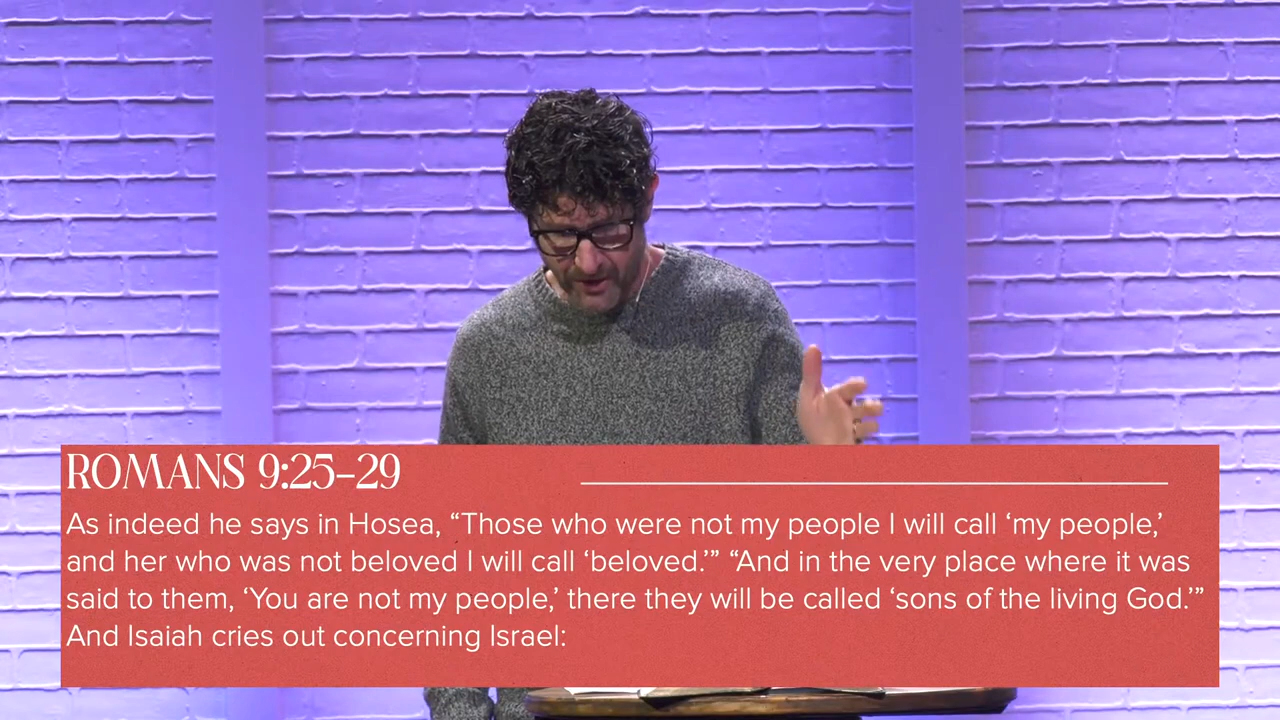 ROMANS 9:25–29
As indeed he says in Hosea, “Those who were not my people I will call ‘my people,’
and her who was not beloved I will call ‘beloved.’” “And in the very place where it was
said to them, ‘You are not my people,’ there they will be called ‘sons of the living God.’”
And Isaiah cries out concerning Israel: